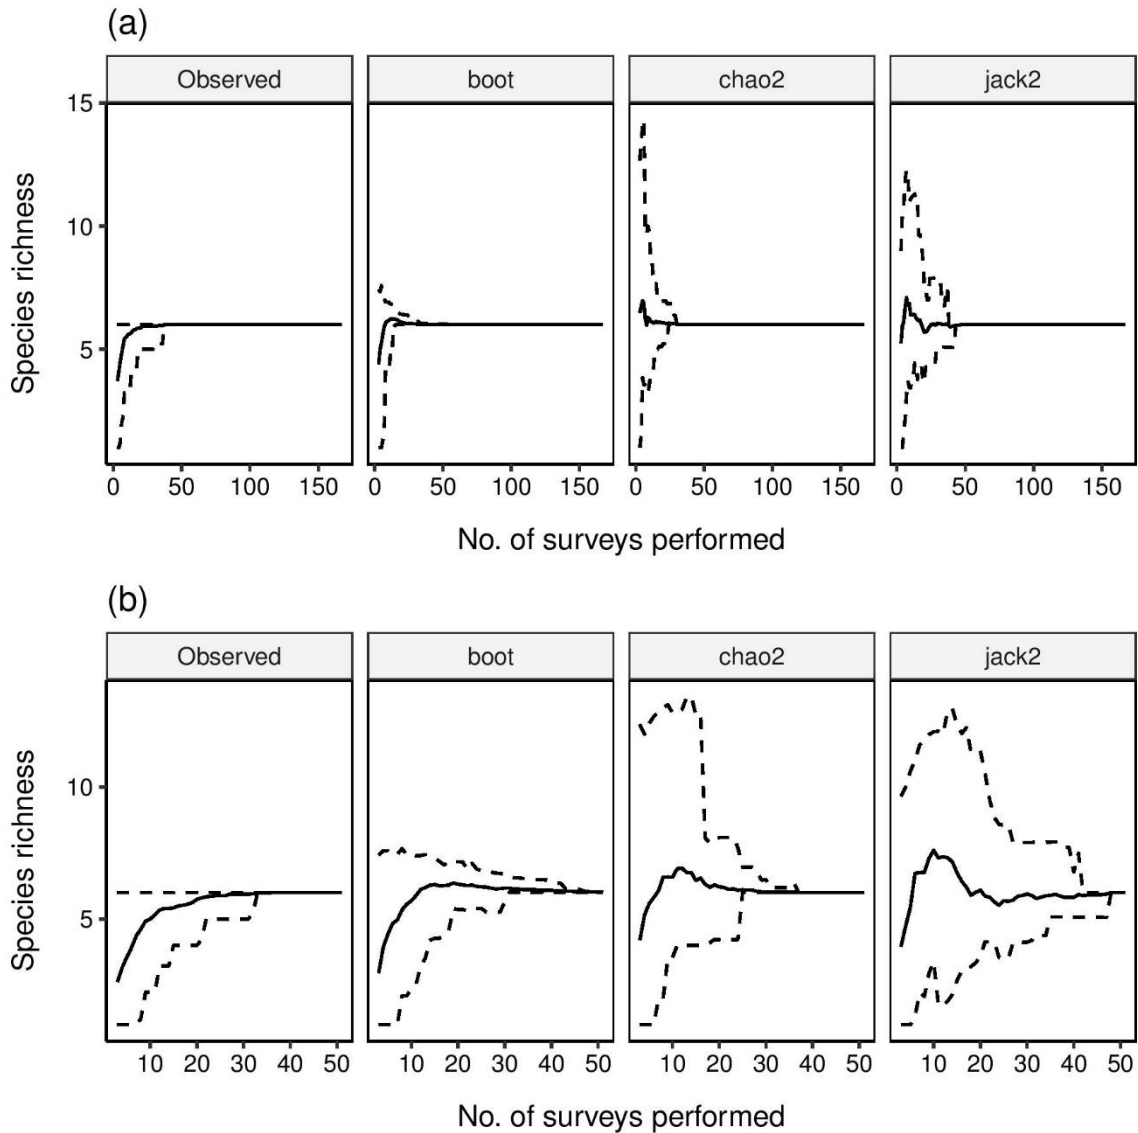 (a)
Observed boot chao2 jack2
15
10
5
Species richness
0 50 100 150 0 50 100 150 0 50 100 150 0 50 100 150
No. of surveys performed
(b)
Observed boot chao2 jack2
10
5
Species richness
10 20 30 40 50 10 20 30 40 50 10 20 30 40 50 10 20 30 40 50
No. of surveys performed